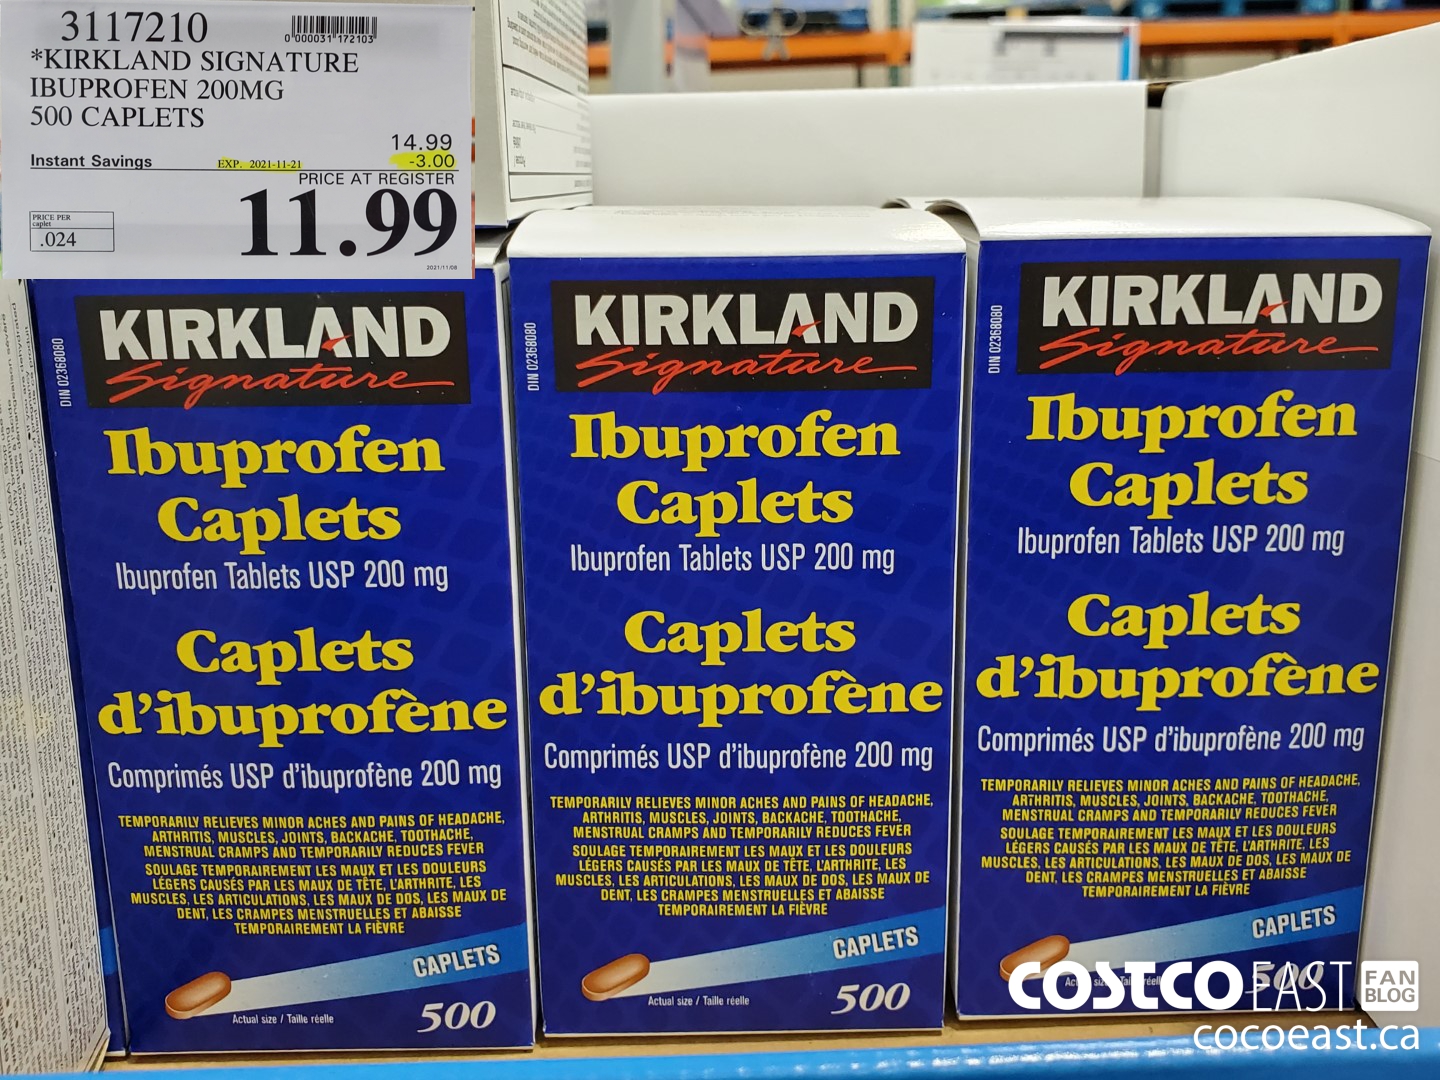 3117210
0 000031 172103
*KIRKLAND SIGNATURE
IBUPROFEN 200MG
500 CAPLETS
14.99
Instant Savings EXP. 2021-11-21 -3.00
PRICE AT REGISTER
11.99
PRICE PER
caplet
.024
2021/11/08
DIN 02368080
KIRKLAND
Signature
Ibuprofen
Caplets
Ibuprofen Tablets USP 200 mg
Caplets
d'ibuprofène
Comprimés USP d'ibuprofène 200 mg
TEMPORARILY RELIEVES MINOR ACHES AND PAINS OF HEADACHE,
ARTHRITIS, MUSCLES, JOINTS, BACKACHE, TOOTHACHE,
MENSTRUAL CRAMPS AND TEMPORARILY REDUCES FEVER
SOULAGE TEMPORAIREMENT LES MAUX ET LES DOULEURS
LÉGERS CAUSÉS PAR LES MAUX DE TÊTE, L'ARTHRITE, LES
MUSCLES, LES ARTICULATIONS, LES MAUX DE DOS, LES MAUX DE
DENT, LES CRAMPES MENSTRUELLES ET ABAISSE
TEMPORAIREMENT LA FIÈVRE
CAPLETS
Actual size / Taille réelle
500
DIN 02368080
KIRKLAND
Signature
Ibuprofen
Caplets
Ibuprofen Tablets USP 200 mg
Caplets
d'ibuprofène
Comprimés USP d'ibuprofène 200 mg
TEMPORARILY RELIEVES MINOR ACHES AND PAINS OF HEADACHE,
ARTHRITIS, MUSCLES, JOINTS, BACKACHE, TOOTHACHE,
MENSTRUAL CRAMPS AND TEMPORARILY REDUCES FEVER
SOULAGE TEMPORAIREMENT LES MAUX ET LES DOULEURS
LÉGERS CAUSÉS PAR LES MAUX DE TÊTE, L'ARTHRITE, LES
MUSCLES, LES ARTICULATIONS, LES MAUX DE DOS, LES MAUX DE
DENT, LES CRAMPES MENSTRUELLES ET ABAISSE
TEMPORAIREMENT LA FIÈVRE
CAPLETS
Actual size / Taille réelle
500
DIN 02368080
KIRKLAND
Signature
Ibuprofen
Caplets
Ibuprofen Tablets USP 200 mg
Caplets
d'ibuprofène
Comprimés USP d'ibuprofène 200 mg
TEMPORARILY RELIEVES MINOR ACHES AND PAINS OF HEADACHE,
ARTHRITIS, MUSCLES, JOINTS, BACKACHE, TOOTHACHE,
MENSTRUAL CRAMPS AND TEMPORARILY REDUCES FEVER
SOULAGE TEMPORAIREMENT LES MAUX ET LES DOULEURS
LÉGERS CAUSÉS PAR LES MAUX DE TÊTE, L'ARTHRITE, LES
MUSCLES, LES ARTICULATIONS, LES MAUX DE DOS, LES MAUX DE
DENT, LES CRAMPES MENSTRUELLES ET ABAISSE
TEMPORAIREMENT LA FIÈVRE
CAPLETS
500
COSTCO EAST FAN
BLOG
cocoeast.ca